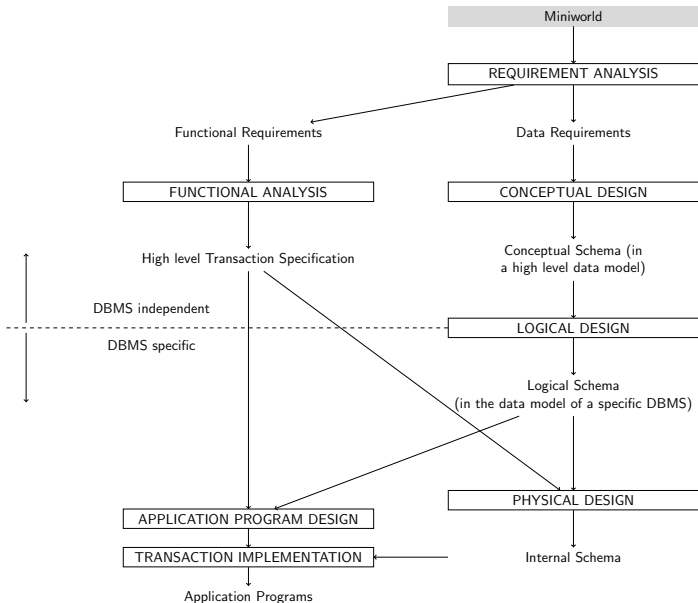 Miniworld
REQUIREMENT ANALYSIS
Functional Requirements
Data Requirements
FUNCTIONAL ANALYSIS
CONCEPTUAL DESIGN
High level Transaction Specification
Conceptual Schema (in
a high level data model)
DBMS independent
LOGICAL DESIGN
DBMS specific
Logical Schema
(in the data model of a specific DBMS)
PHYSICAL DESIGN
APPLICATION PROGRAM DESIGN
TRANSACTION IMPLEMENTATION
Internal Schema
Application Programs